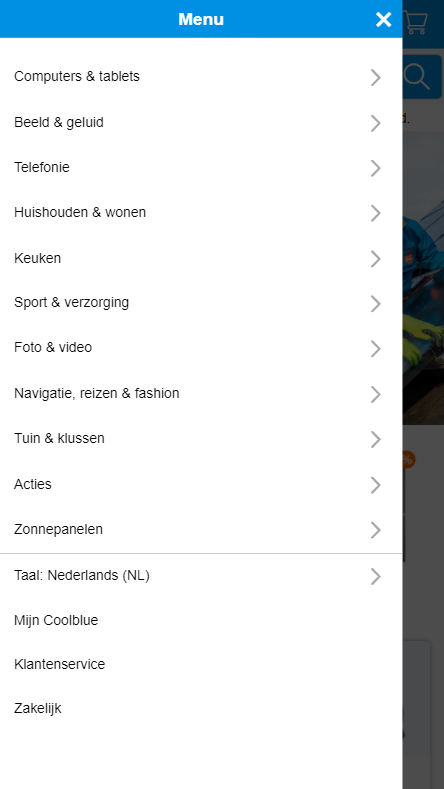 Menu
Computers & tablets
Beeld & geluid
Telefonie
Huishouden & wonen
Keuken
Sport & verzorging
Foto & video
Navigatie, reizen & fashion
Tuin & klussen
Acties
Zonnepanelen
Taal: Nederlands (NL)
Mijn Coolblue
Klantenservice
Zakelijk